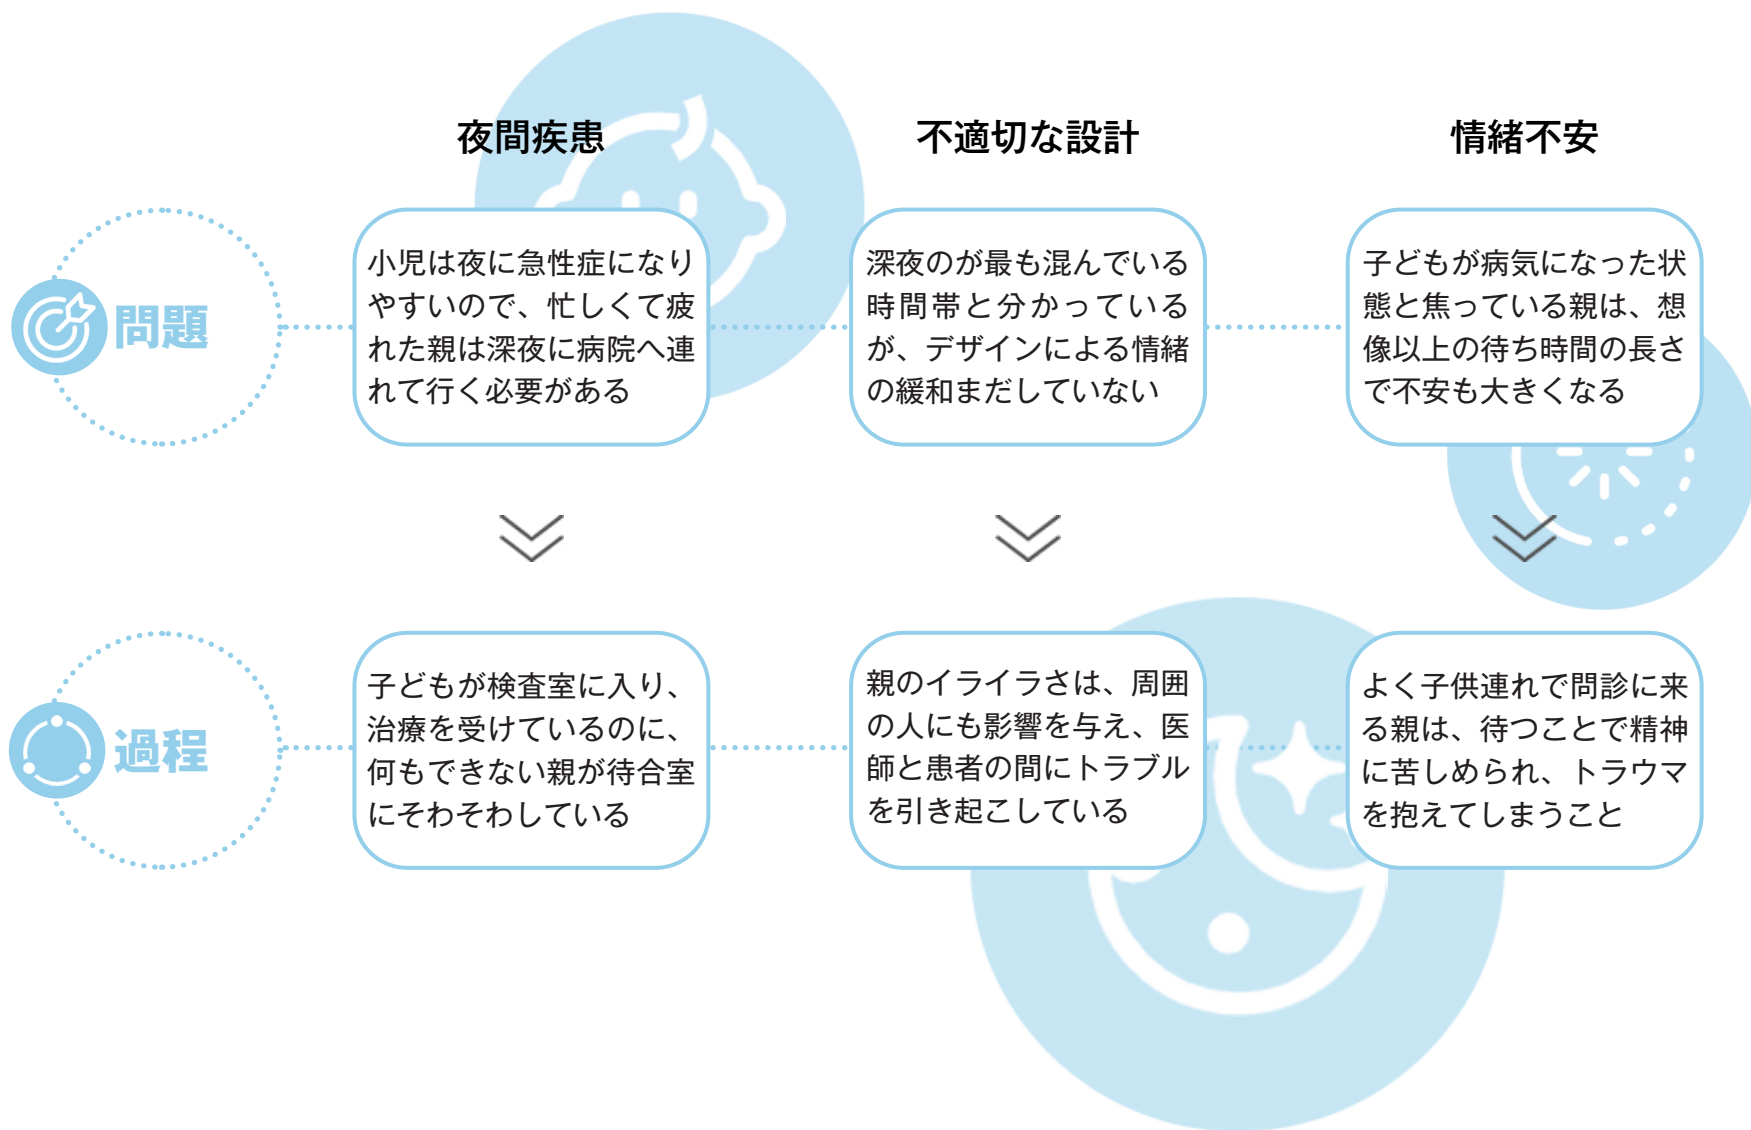 夜間疾患
不適切な設計
情緒不安
問題
小児は夜に急性症になり
やすいので、忙しくて疲
れた親は深夜に病院へ連
れて行く必要がある
深夜のが最も混んでいる
時間帯と分かっている
が、デザインによる情緒
の緩和まだしていない
子どもが病気になった状
態と焦っている親は、想
像以上の待ち時間の長さ
で不安も大きくなる
過程
子どもが検査室に入り、
治療を受けているのに、
何もできない親が待合室
にそわそわしている
親のイライラさは、周囲
の人にも影響を与え、医
師と患者の間にトラブル
を引き起こしている
よく子供連れで問診に来
る親は、待つことで精神
に苦しめられ、トラウマ
を抱えてしまうこと